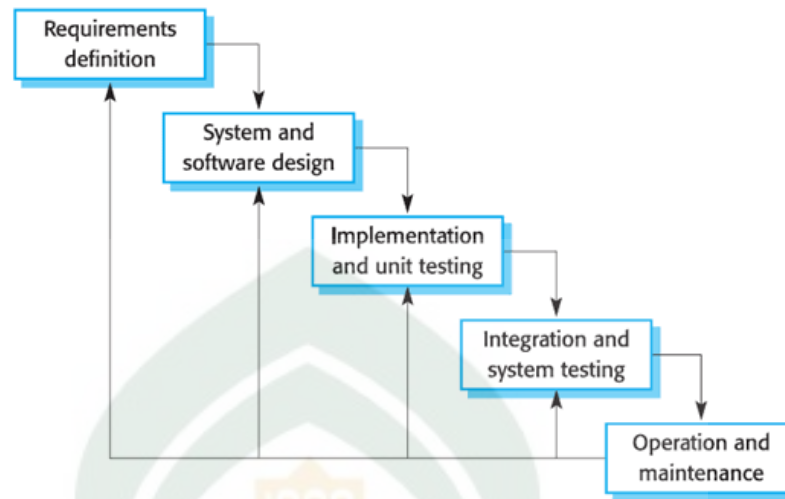 Requirements
definition
System and
software design
Implementation
and unit testing
Integration and
system testing
Operation and
maintenance